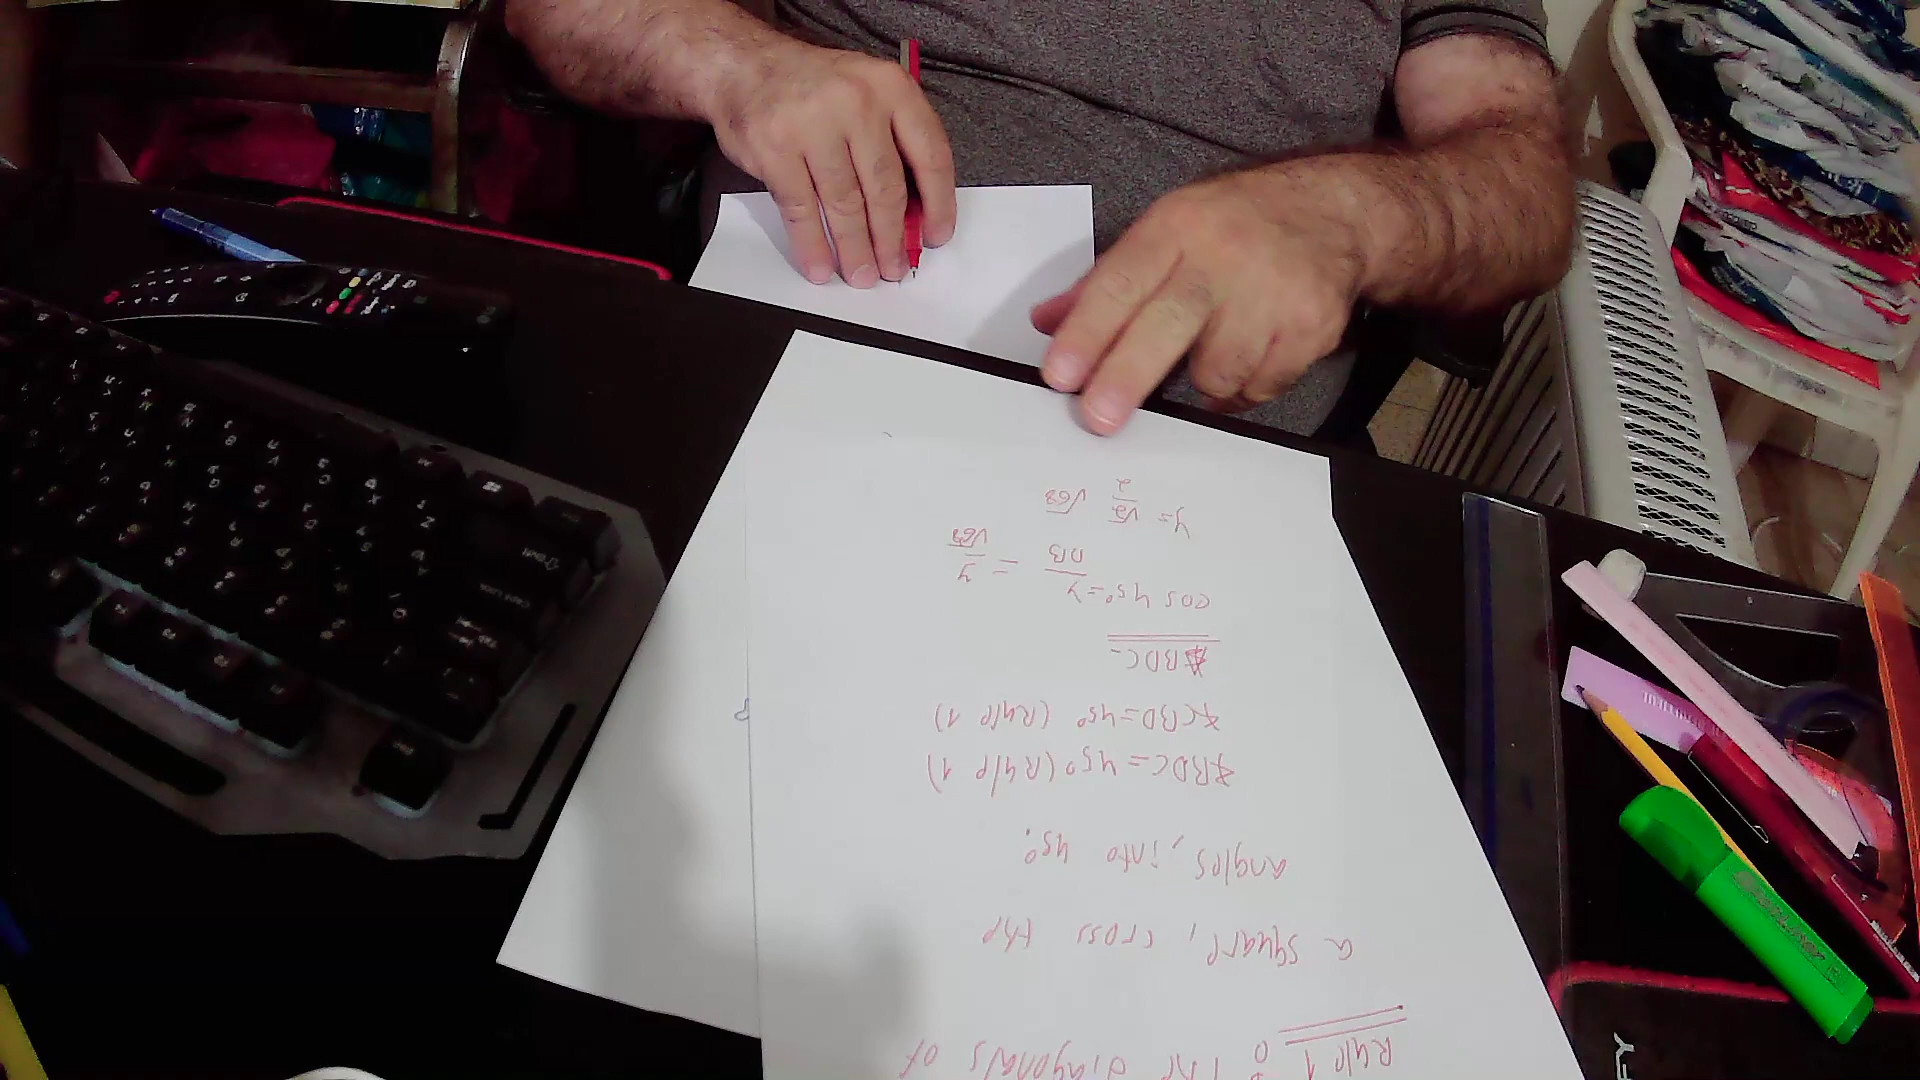 Rule 1: The diagonals of
a square, cross the
angles, into 45°.
∡BDC=45° (Rule 1)
∡CBD=45° (Rule 1)
∡BDC-
cos 45°= y/DB = y/√63
y= √2/2 √63